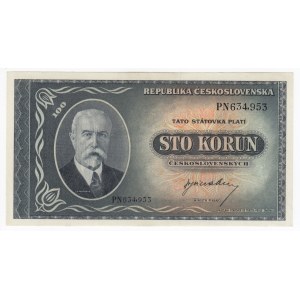 REPUBLIKA ČESKOSLOVENSKÁ
PN634953
100
TATO STÁTOVKA PLATÍ
STO KORUN
ČESKOSLOVENSKÝCH
PN634953